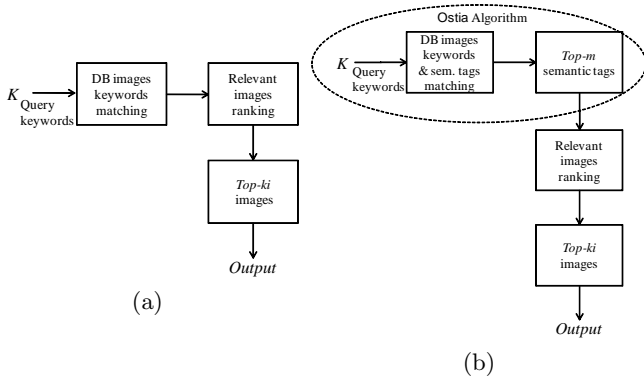 K
Query
keywords
DB images
keywords
matching
Relevant
images
ranking
Top-ki
images
Output
(a)
Ostia Algorithm
K
Query
keywords
DB images
keywords
& sem. tags
matching
Top-m
semantic tags
Relevant
images
ranking
Top-ki
images
Output
(b)